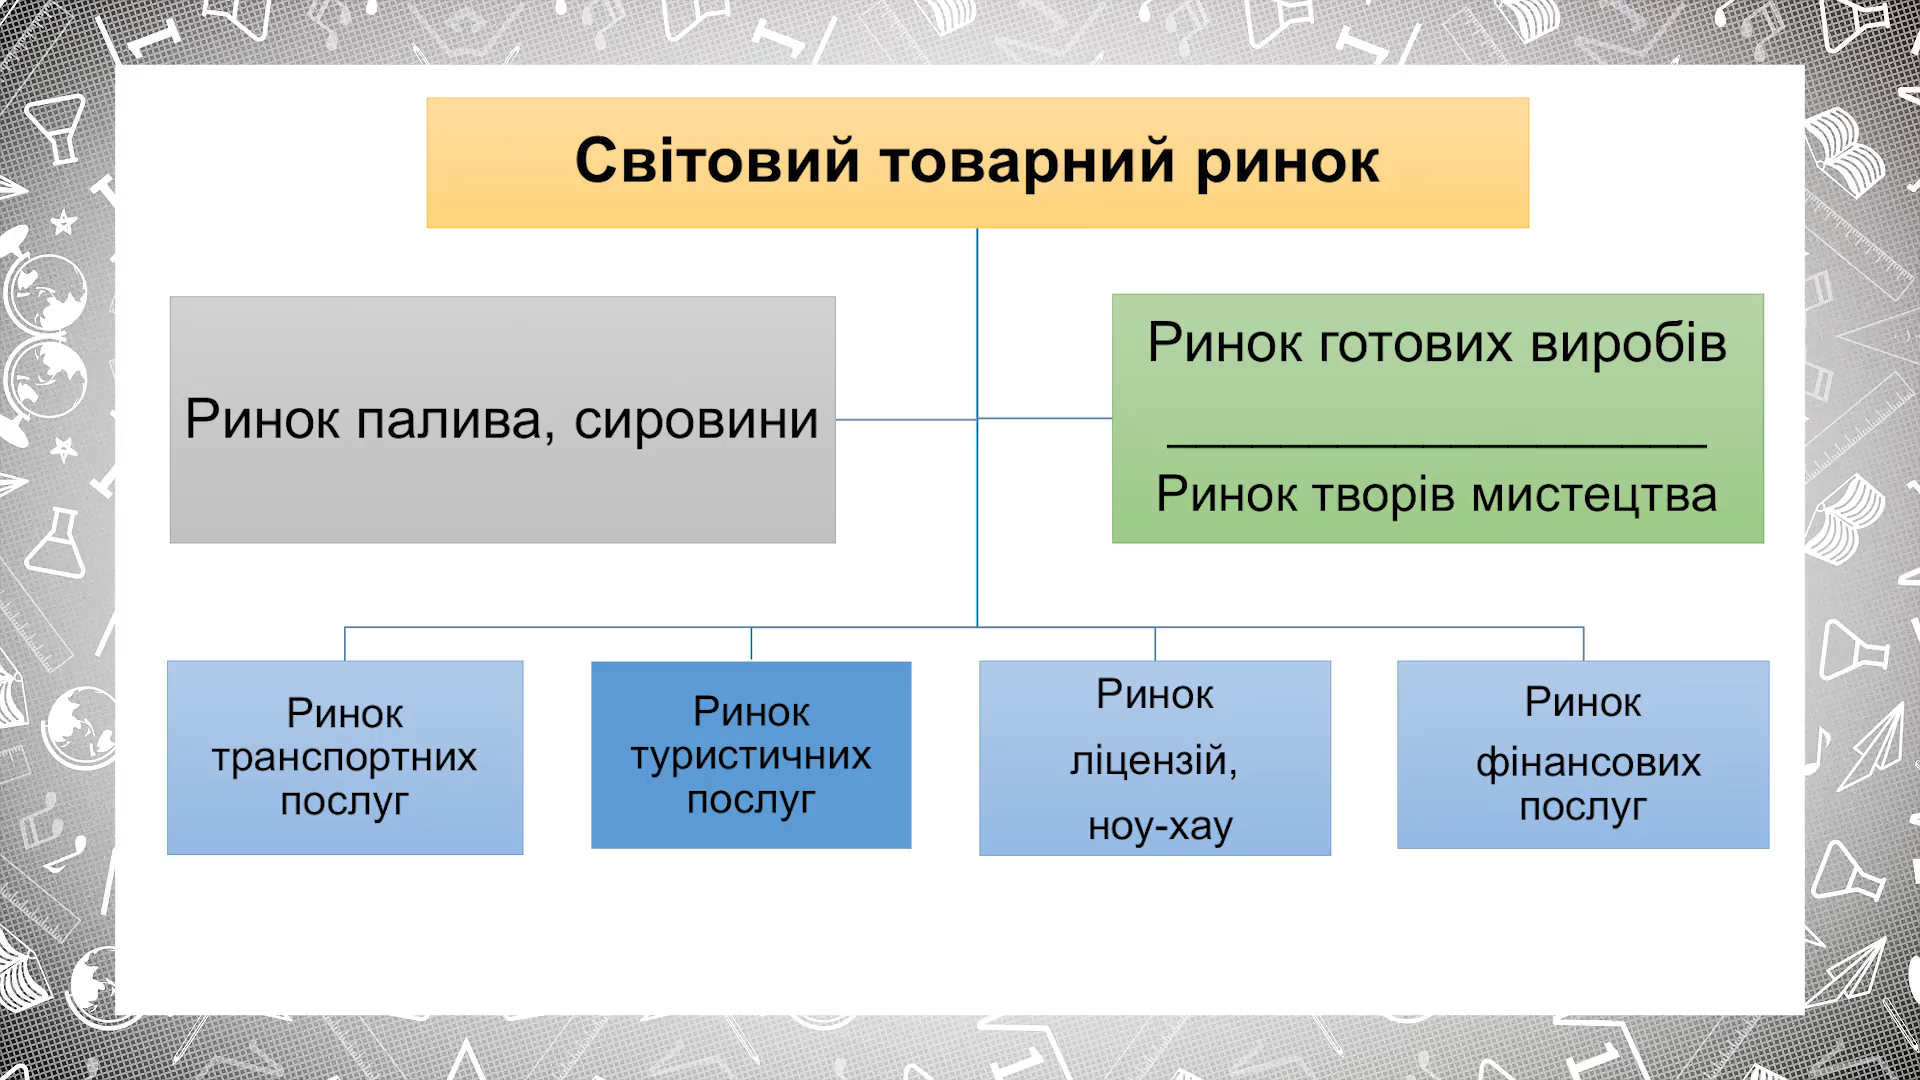 Світовий товарний ринок
Ринок палива, сировини
Ринок готових виробів
____________________
Ринок творів мистецтва
Ринок
транспортних
послуг
Ринок
туристичних
послуг
Ринок
ліцензій,
ноу-хау
Ринок
фінансових
послуг